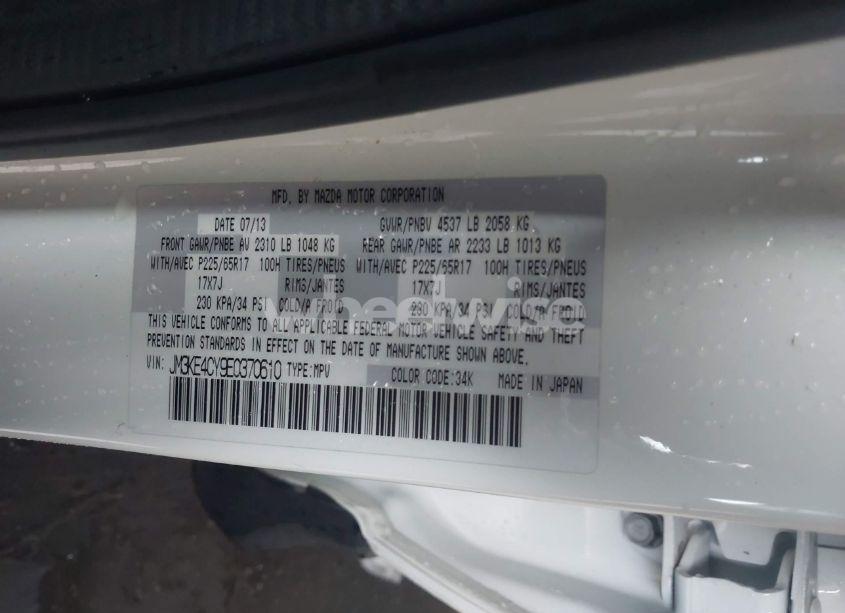 MFD. BY MAZDA MOTOR CORPORATION
DATE 07/13 GVWR/PNBV 4537 LB 2058 KG
FRONT GAWR/PNBE AV 2310 LB 1048 KG REAR GAWR/PNBE AR 2233 LB 1013 KG
WITH/AVEC P225/65R17 100H TIRES/PNEUS WITH/AVEC P225/65R17 100H TIRES/PNEUS
17X7J RIMS/JANTES 17X7J RIMS/JANTES
230 KPA/34 PSI COLD/A FROID 230 KPA/34 PSI COLD/A FROID
wheelwise
THIS VEHICLE CONFORMS TO ALL APPLICABLE FEDERAL MOTOR VEHICLE SAFETY AND THEFT
PREVENTION STANDARDS IN EFFECT ON THE DATE OF MANUFACTURE SHOWN ABOVE.
VIN: JM3KE4CY9E0370610 TYPE:MPV COLOR CODE:34K MADE IN JAPAN